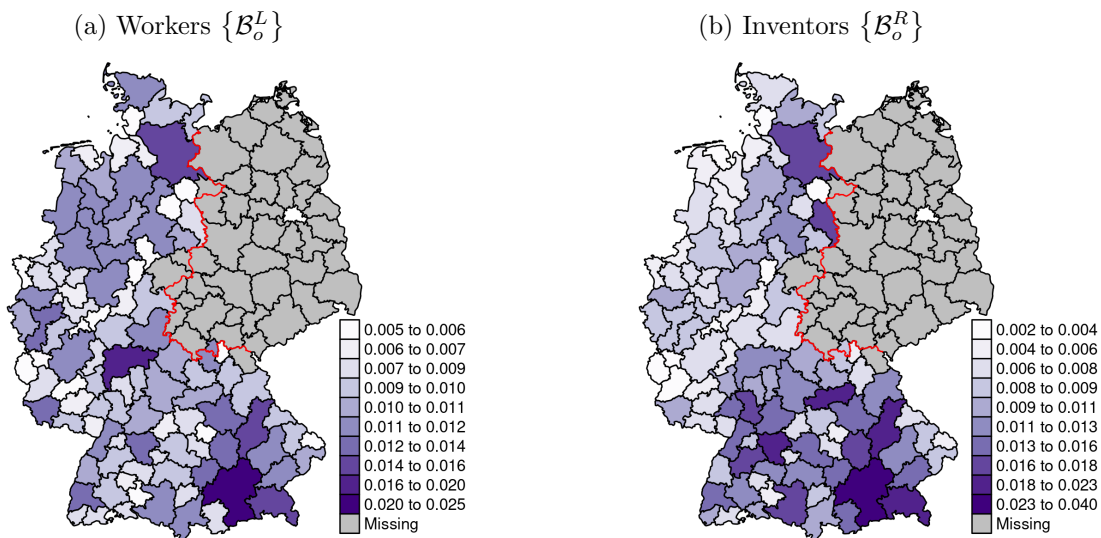 (a) Workers {𝓑ₒᴸ}
(b) Inventors {𝓑ₒᴿ}
0.005 to 0.006
0.006 to 0.007
0.007 to 0.009
0.009 to 0.010
0.010 to 0.011
0.011 to 0.012
0.012 to 0.014
0.014 to 0.016
0.016 to 0.020
0.020 to 0.025
Missing
0.002 to 0.004
0.004 to 0.006
0.006 to 0.008
0.008 to 0.009
0.009 to 0.011
0.011 to 0.013
0.013 to 0.016
0.016 to 0.018
0.018 to 0.023
0.023 to 0.040
Missing